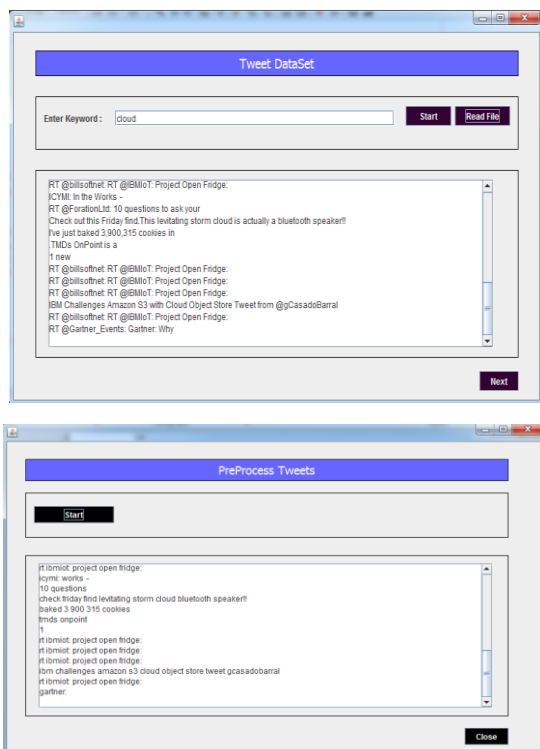 Tweet DataSet
Enter Keyword : cloud Start Read File
RT @billsoftnet: RT @IBMIoT: Project Open Fridge:
ICYMI: In the Works -
RT @ForationLtd: 10 questions to ask your
Check out this Friday find.This levitating storm cloud is actually a bluetooth speaker!!
I've just baked 3,900,315 cookies in
.TMDs OnPoint is a
1 new
RT @billsoftnet: RT @IBMIoT: Project Open Fridge:
RT @billsoftnet: RT @IBMIoT: Project Open Fridge:
RT @billsoftnet: RT @IBMIoT: Project Open Fridge:
IBM Challenges Amazon S3 with Cloud Object Store Tweet from @gCasadoBarral
RT @billsoftnet: RT @IBMIoT: Project Open Fridge:
RT @Gartner_Events: Gartner: Why
Next
PreProcess Tweets
Start
rt ibmiot: project open fridge:
icymi: works -
10 questions
check friday find levitating storm cloud bluetooth speaker!!
baked 3 900 315 cookies
tmds onpoint
1
rt ibmiot: project open fridge:
rt ibmiot: project open fridge:
rt ibmiot: project open fridge:
ibm challenges amazon s3 cloud object store tweet gcasadobarral
rt ibmiot: project open fridge:
gartner:
Close